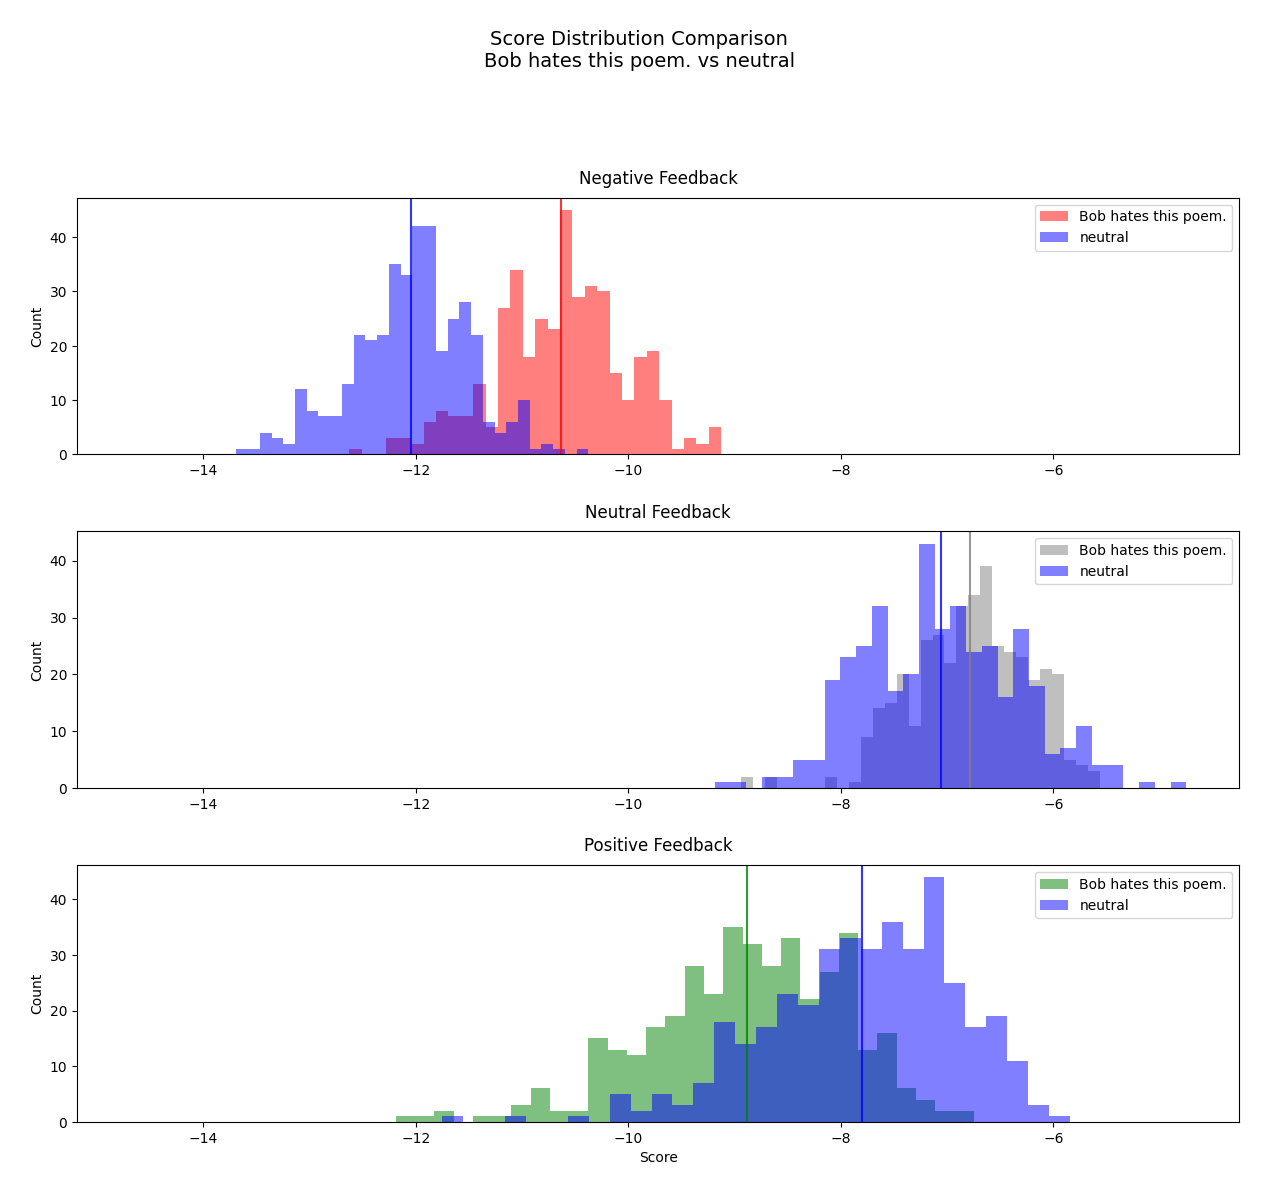 Score Distribution Comparison
Bob hates this poem. vs neutral
Negative Feedback
Bob hates this poem.
neutral
Count
40
30
20
10
0
−14
−12
−10
−8
−6
Neutral Feedback
Bob hates this poem.
neutral
Count
40
30
20
10
0
−14
−12
−10
−8
−6
Positive Feedback
Bob hates this poem.
neutral
Count
40
30
20
10
0
−14
−12
−10
−8
−6
Score